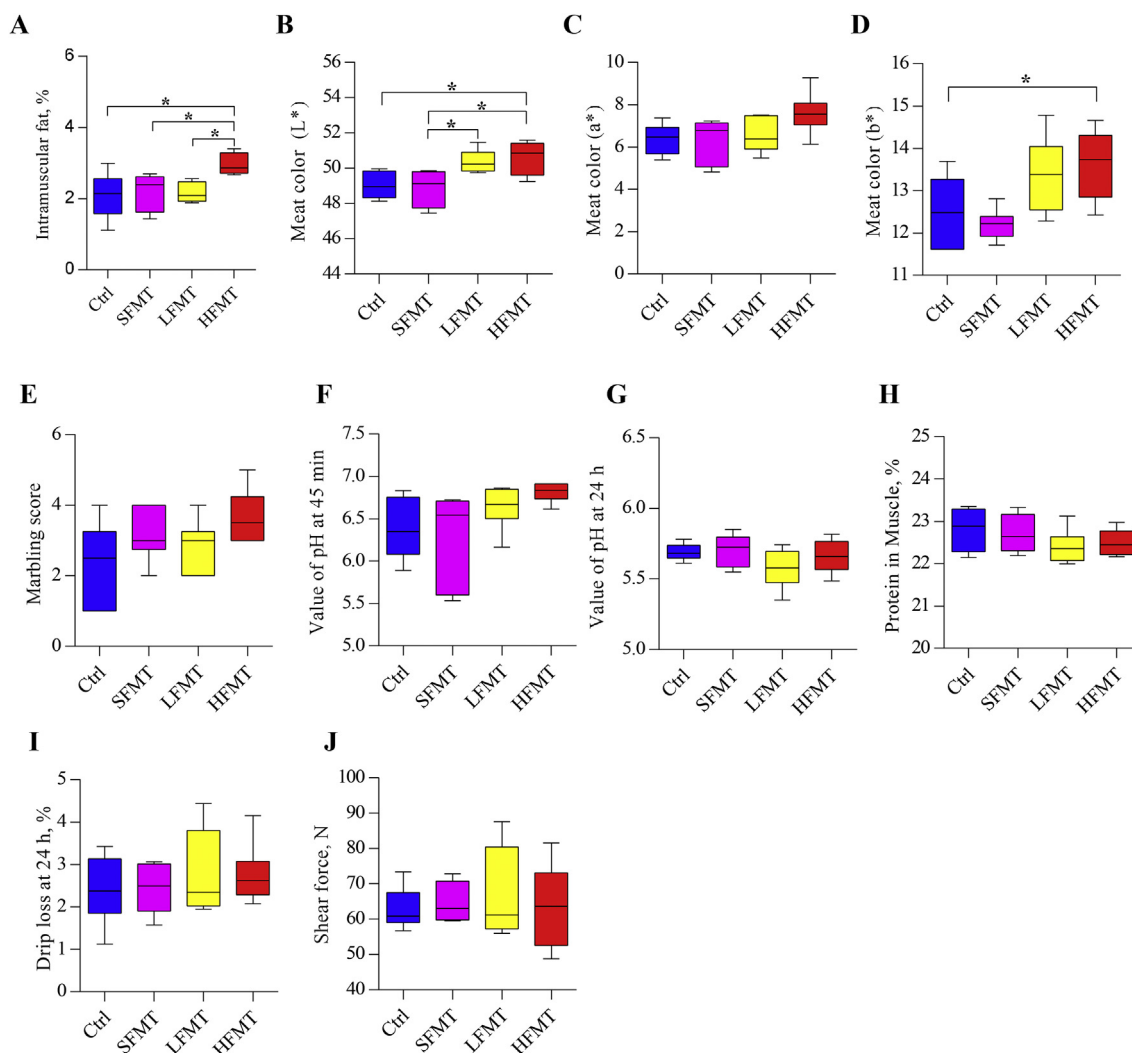 A
Intramuscular fat, %
6
4
2
0
*
*
*
Ctrl
SFMT
LFMT
HFMT
B
Meat color (L*)
56
54
52
50
48
46
44
*
*
*
Ctrl
SFMT
LFMT
HFMT
C
Meat color (a*)
10
8
6
4
2
0
Ctrl
SFMT
LFMT
HFMT
D
Meat color (b*)
16
15
14
13
12
11
*
Ctrl
SFMT
LFMT
HFMT
E
Marbling score
6
4
2
0
Ctrl
SFMT
LFMT
HFMT
F
Value of pH at 45 min
7.5
7.0
6.5
6.0
5.5
5.0
Ctrl
SFMT
LFMT
HFMT
G
Value of pH at 24 h
6.5
6.0
5.5
5.0
Ctrl
SFMT
LFMT
HFMT
H
Protein in Muscle, %
25
24
23
22
21
20
Ctrl
SFMT
LFMT
HFMT
I
Drip loss at 24 h, %
5
4
3
2
1
0
Ctrl
SFMT
LFMT
HFMT
J
Shear force, N
100
90
80
70
60
50
40
Ctrl
SFMT
LFMT
HFMT